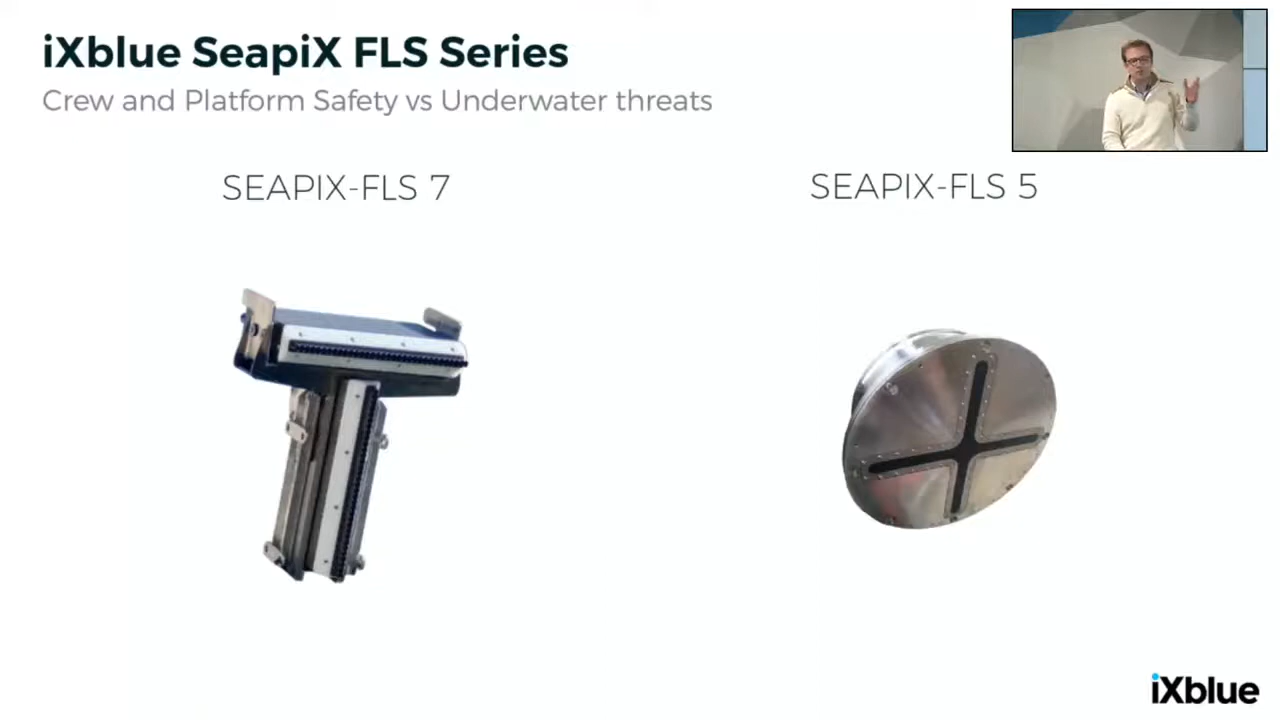 iXblue SeapiX FLS Series
Crew and Platform Safety vs Underwater threats
SEAPIX-FLS 7
SEAPIX-FLS 5
iXblue